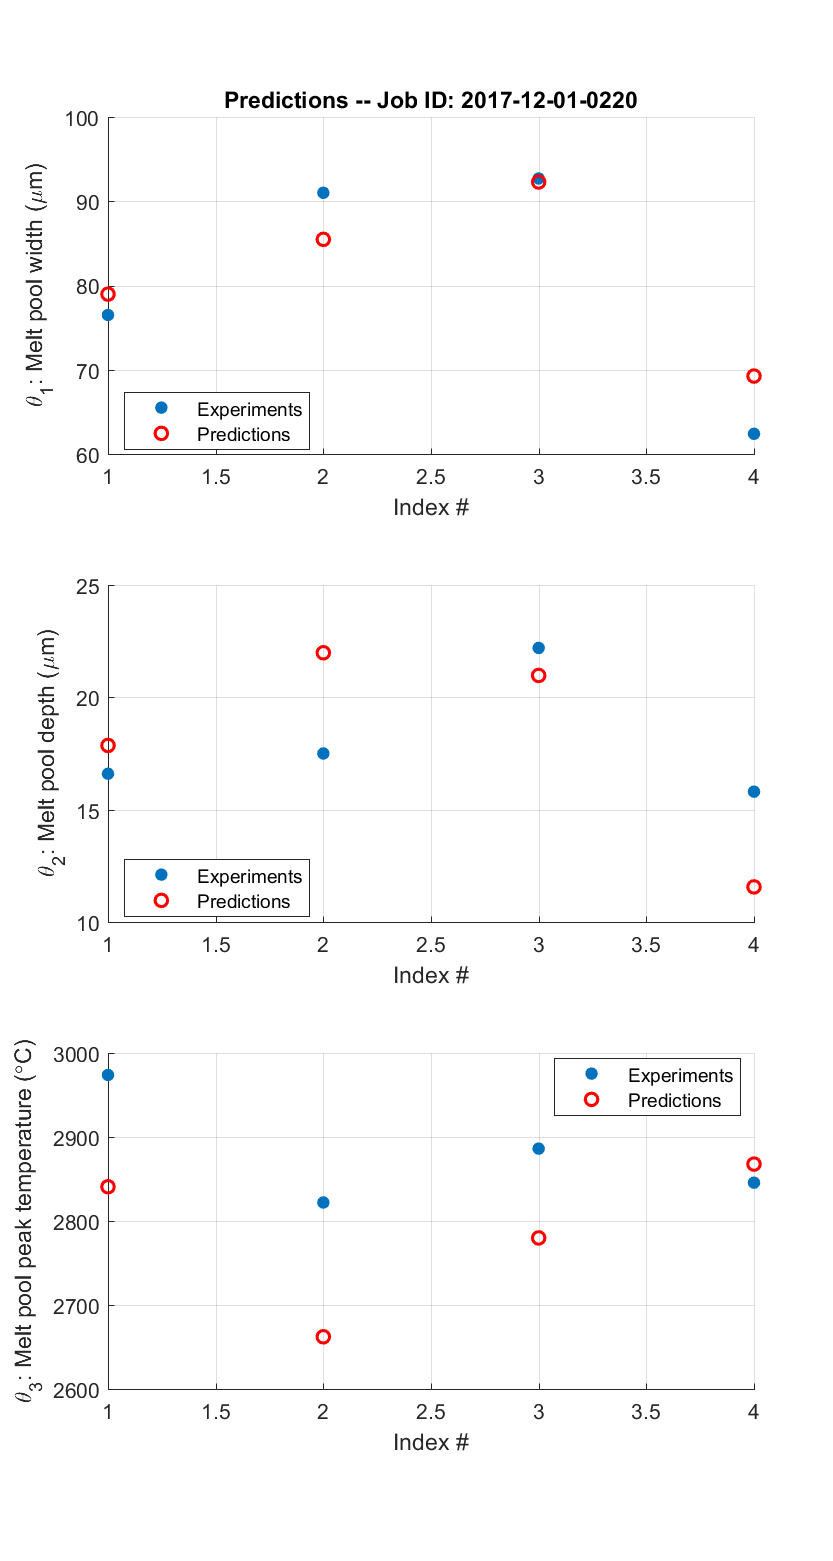 Predictions -- Job ID: 2017-12-01-0220
100
90
80
70
60
θ1: Melt pool width (μm)
Experiments
Predictions
1 1.5 2 2.5 3 3.5 4
Index #
25
20
15
10
θ2: Melt pool depth (μm)
Experiments
Predictions
1 1.5 2 2.5 3 3.5 4
Index #
3000
2900
2800
2700
2600
θ3: Melt pool peak temperature (°C)
Experiments
Predictions
1 1.5 2 2.5 3 3.5 4
Index #